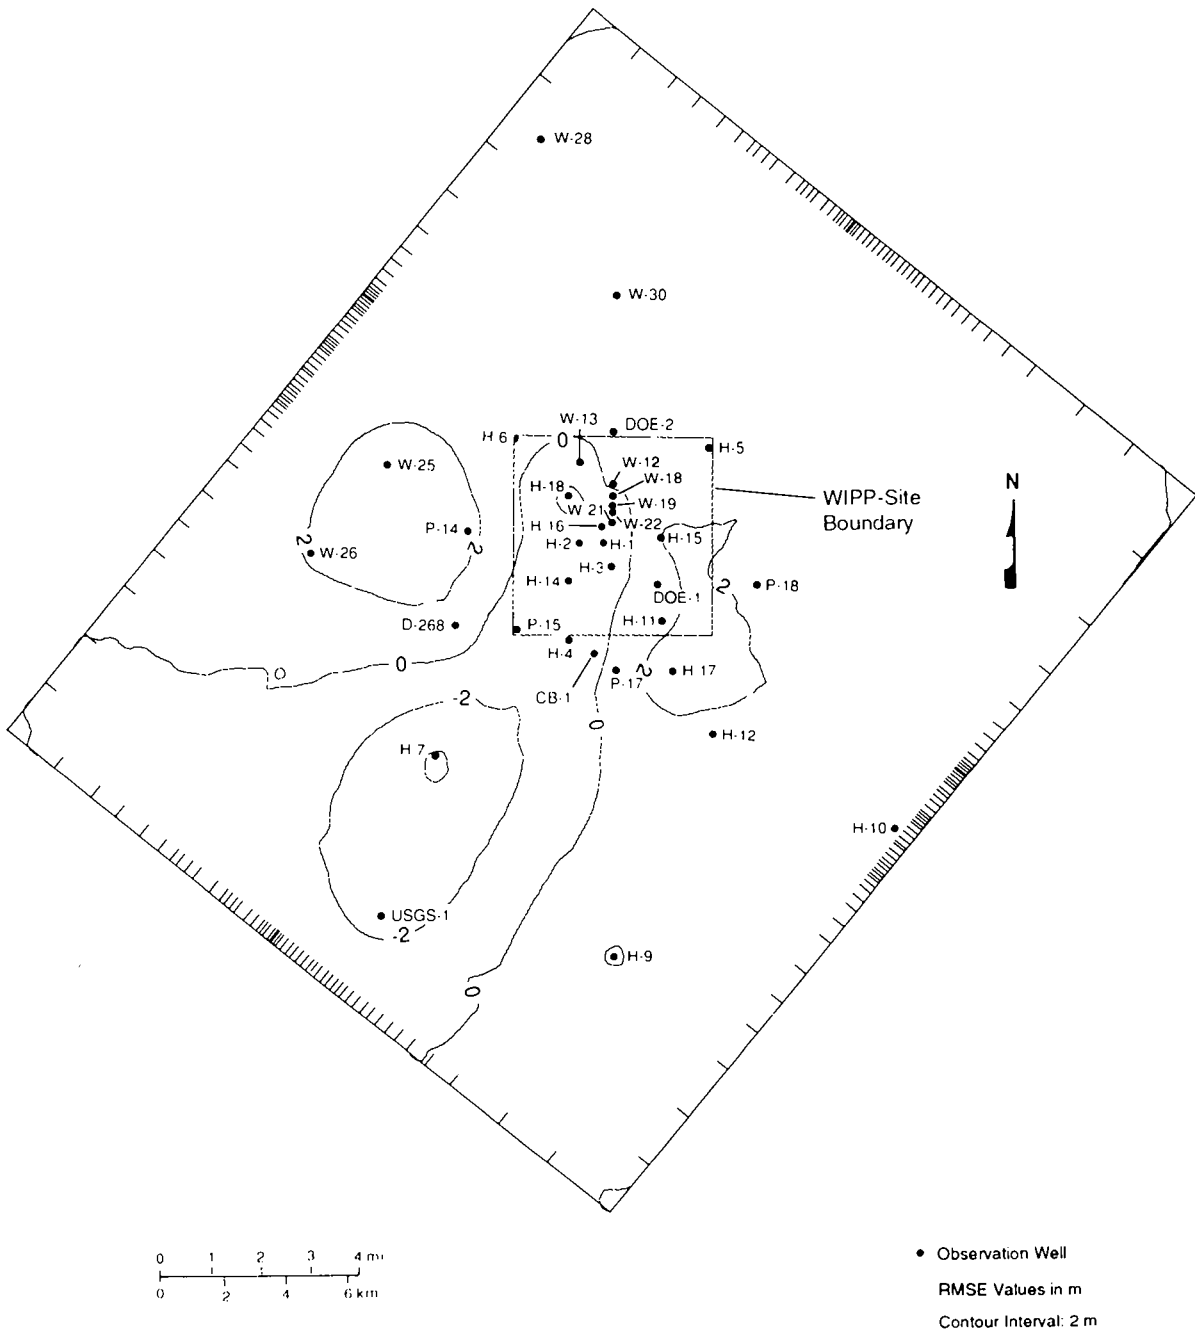 W-28
W-30
W-13
DOE-2
H-6
0
H-5
W-12
W-25
W-18
H-18
W-19
WIPP-Site
Boundary
N
W-21
W-22
P-14
H-16
2
2
W-26
H-2
H-1
H-15
H-3
H-14
2
P-18
DOE-1
D-268
P-15
H-11
0
0
H-4
2
H-17
P-17
-2
CB-1
0
H-12
H-7
H-10
USGS-1
-2
H-9
0
0 1 2 3 4 mi
0 2 4 6 km
Observation Well
RMSE Values in m
Contour Interval: 2 m